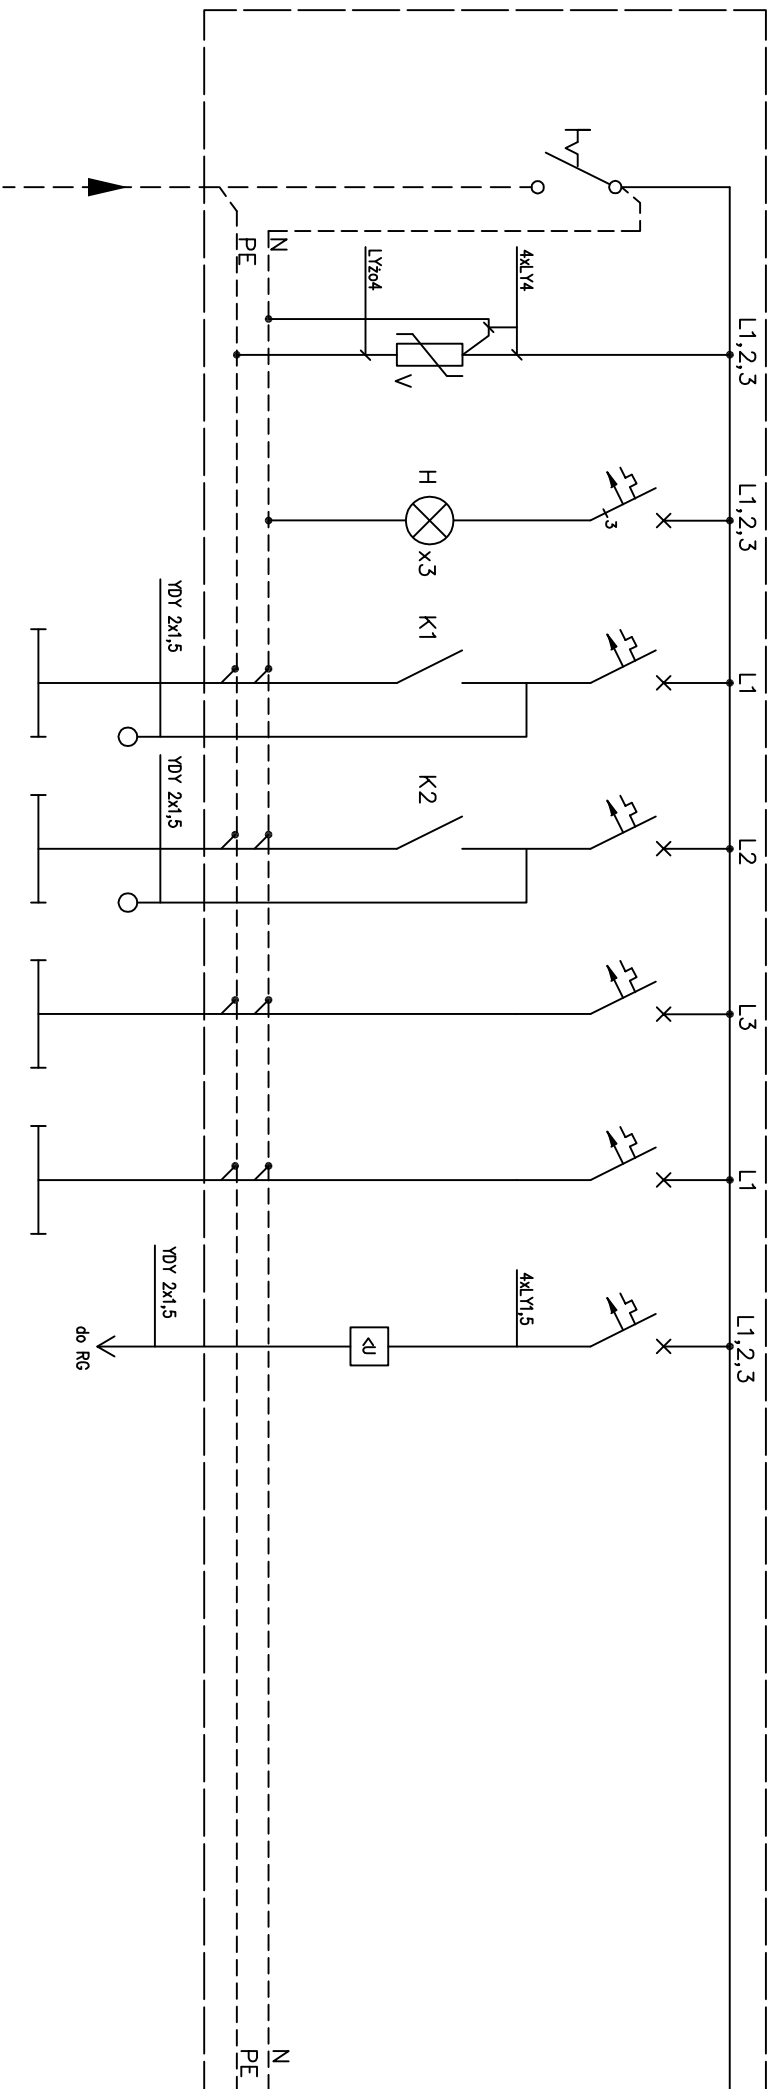 L1,2,3
4xLY4
LYżo4
V
N
PE
L1,2,3
3
H
x3
L1
K1
YDY 2x1,5
L2
K2
YDY 2x1,5
L3
L1
L1,2,3
4xLY1,5
<U
YDY 2x1,5
do RG
N
PE